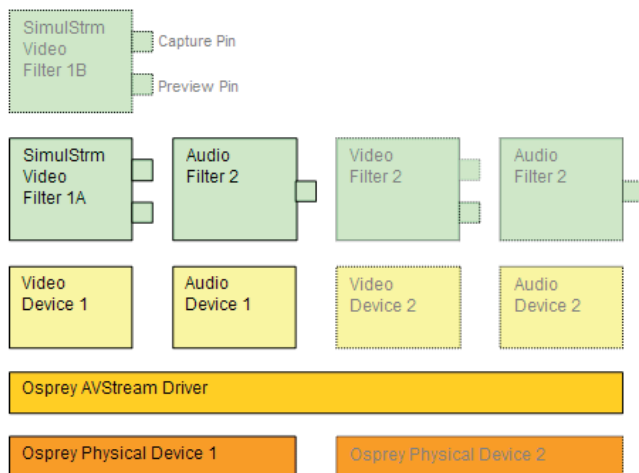 SimulStrm
Video
Filter 1B
Capture Pin
Preview Pin
SimulStrm
Video
Filter 1A
Audio
Filter 2
Video
Filter 2
Audio
Filter 2
Video
Device 1
Audio
Device 1
Video
Device 2
Audio
Device 2
Osprey AVStream Driver
Osprey Physical Device 1
Osprey Physical Device 2